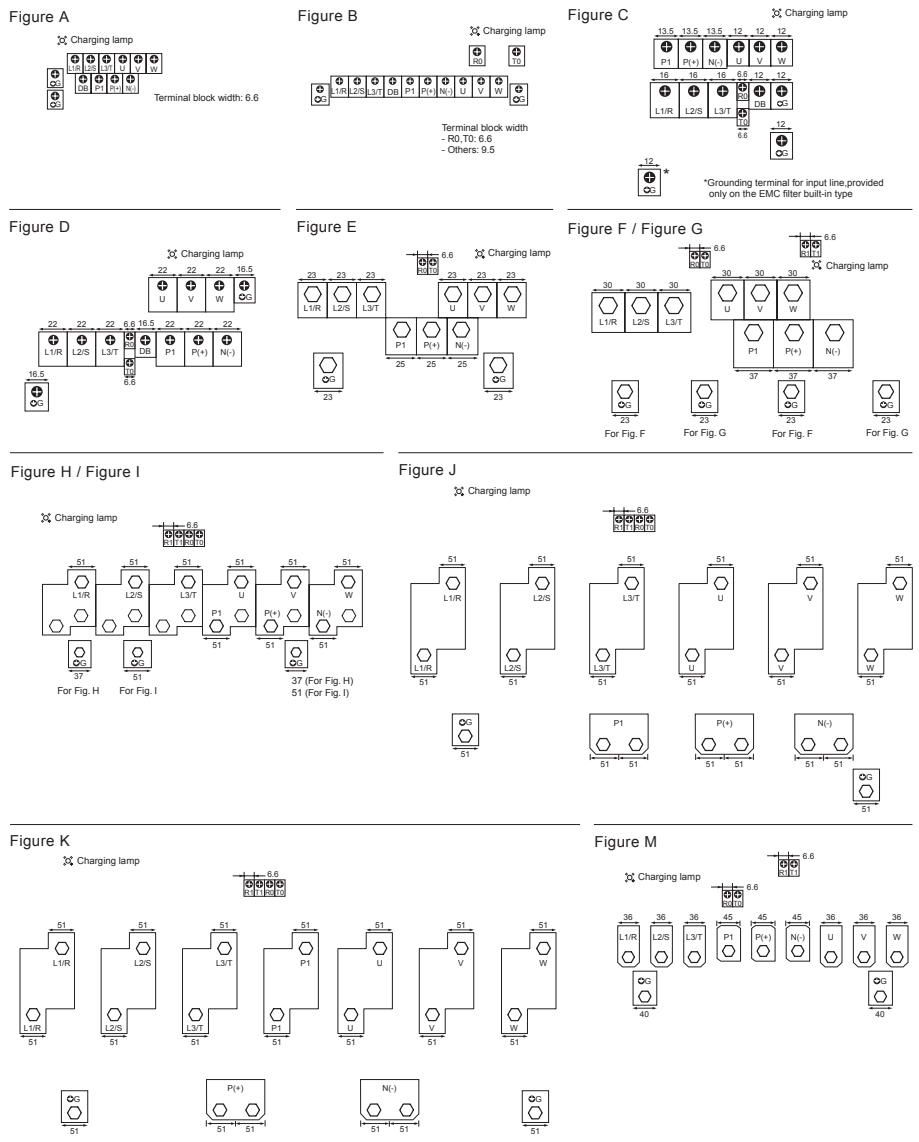 Figure A
Charging lamp
L1/R L2/S L3/T U V W
G DB P1 P(+) N(-)
G
Terminal block width: 6.6
Figure B
Charging lamp
R0 T0
G L1/R L2/S L3/T DB P1 P(+) N(-) U V W G
Terminal block width
- R0,T0: 6.6
- Others: 9.5
Figure C
Charging lamp
13.5 13.5 13.5 12 12 12
P1 P(+) N(-) U V W
16 16 16 6.6 12 12
L1/R L2/S L3/T R0 DB G
T0
6.6
12
G
12
G *
*Grounding terminal for input line,provided
only on the EMC filter built-in type
Figure D
Charging lamp
22 22 22 16.5
U V W G
22 22 22 6.6 16.5 22 22 22
L1/R L2/S L3/T R0 DB P1 P(+) N(-)
T0
6.6
16.5
G
Figure E
6.6
R0 T0
Charging lamp
23 23 23 23 23 23
L1/R L2/S L3/T U V W
P1 P(+) N(-)
25 25 25
G G
23 23
Figure F / Figure G
6.6 6.6
R0 T0 R1 T1
Charging lamp
30 30 30 30 30 30
L1/R L2/S L3/T U V W
P1 P(+) N(-)
37 37 37
G G G G
23 23 23 23
For Fig. F For Fig. G For Fig. F For Fig. G
Figure H / Figure I
Charging lamp
6.6
R1 T1 R0 T0
51 51 51 51 51 51
L1/R L2/S L3/T U V W
P1 P(+) N(-)
51 51 51
G G G
37 51 37 (For Fig. H)
For Fig. H For Fig. I 51 (For Fig. I)
Figure J
Charging lamp
6.6
R1 T1 R0 T0
51 51 51 51 51 51
L1/R L2/S L3/T U V W
L1/R L2/S L3/T U V W
51 51 51 51 51 51
G P1 P(+) N(-)
51 51 51 51 51 51 51
G
51
Figure K
Charging lamp
6.6
R1 T1 R0 T0
51 51 51 51 51 51 51
L1/R L2/S L3/T P1 U V W
L1/R L2/S L3/T P1 U V W
51 51 51 51 51 51 51
G P(+) N(-) G
51 51 51 51 51 51
Figure M
6.6
R1 T1
Charging lamp
6.6
R0 T0
36 36 36 45 45 45 36 36 36
L1/R L2/S L3/T P1 P(+) N(-) U V W
G G
40 40